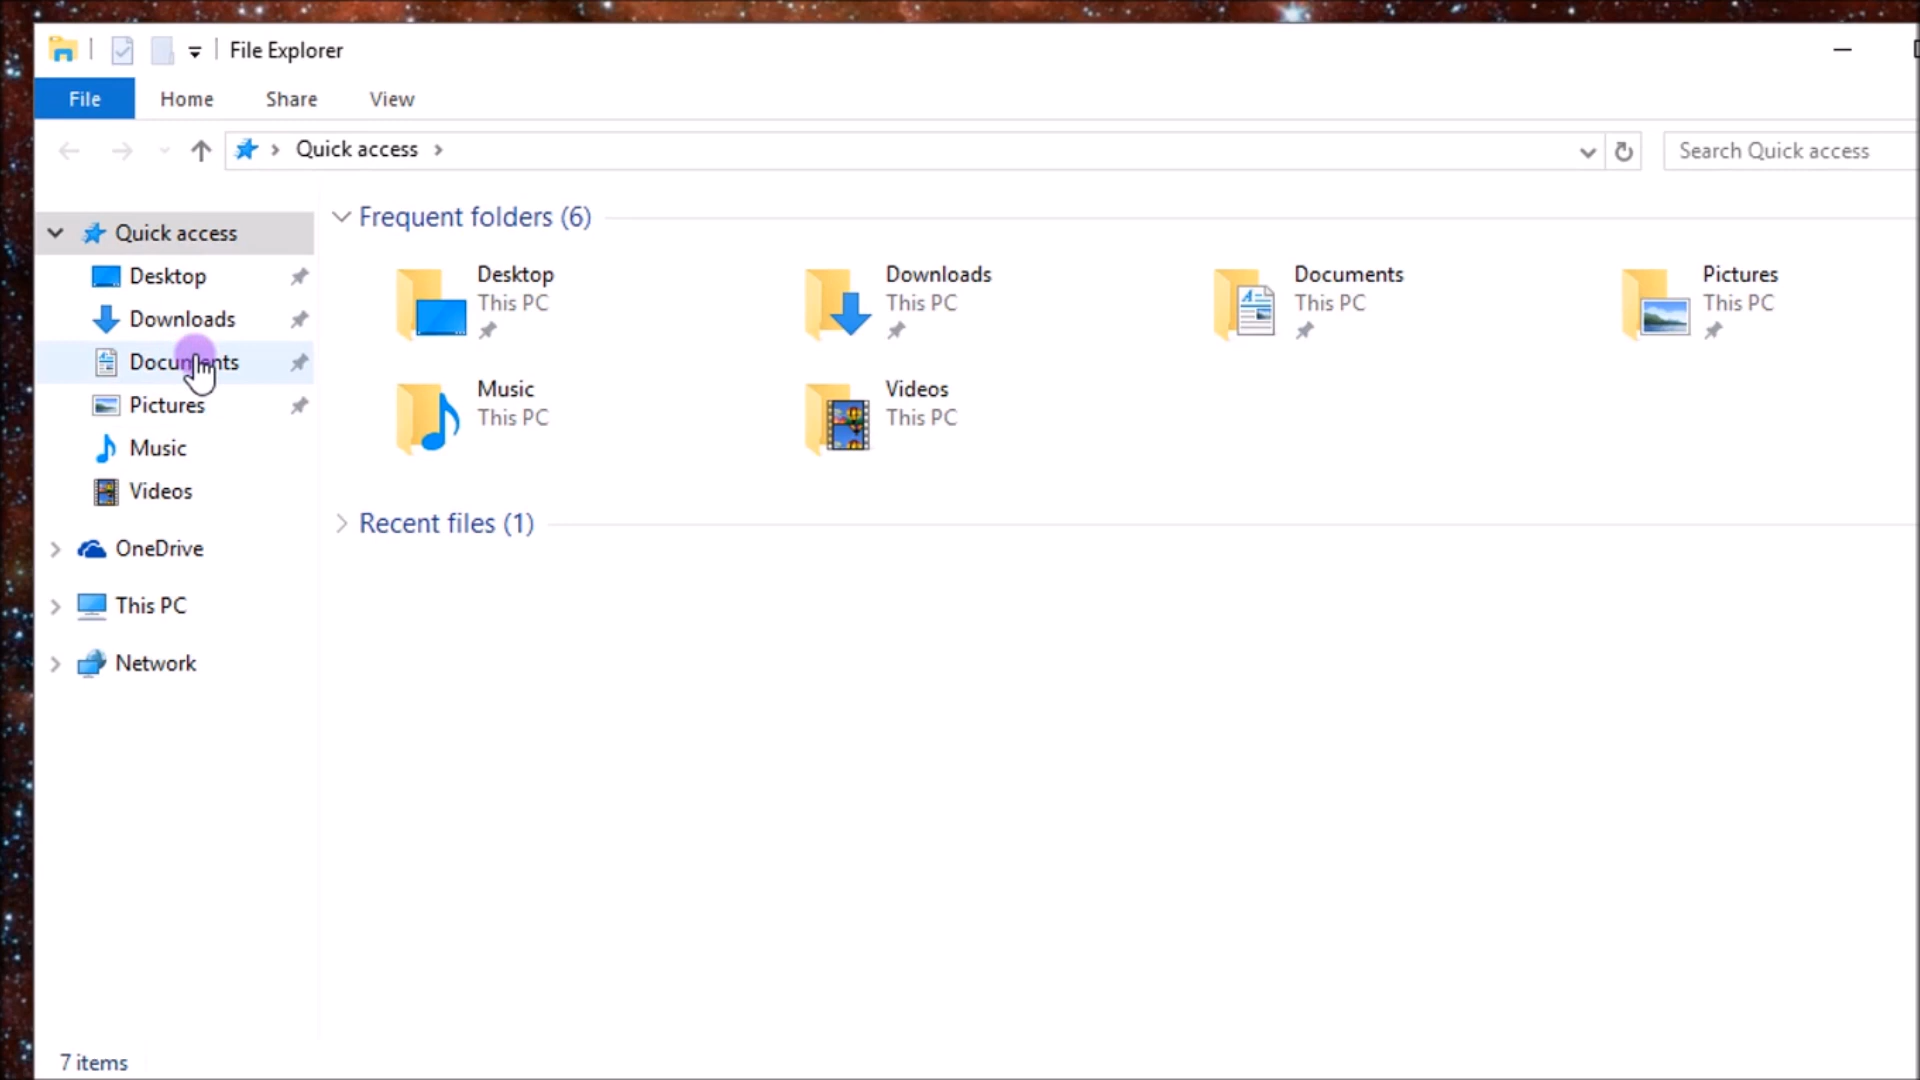 File Explorer
File Home Share View
Quick access
Search Quick access
Quick access
Desktop
Downloads
Documents
Pictures
Music
Videos
OneDrive
This PC
Network
Frequent folders (6)
Desktop
This PC
Downloads
This PC
Documents
This PC
Pictures
This PC
Music
This PC
Videos
This PC
Recent files (1)
7 items